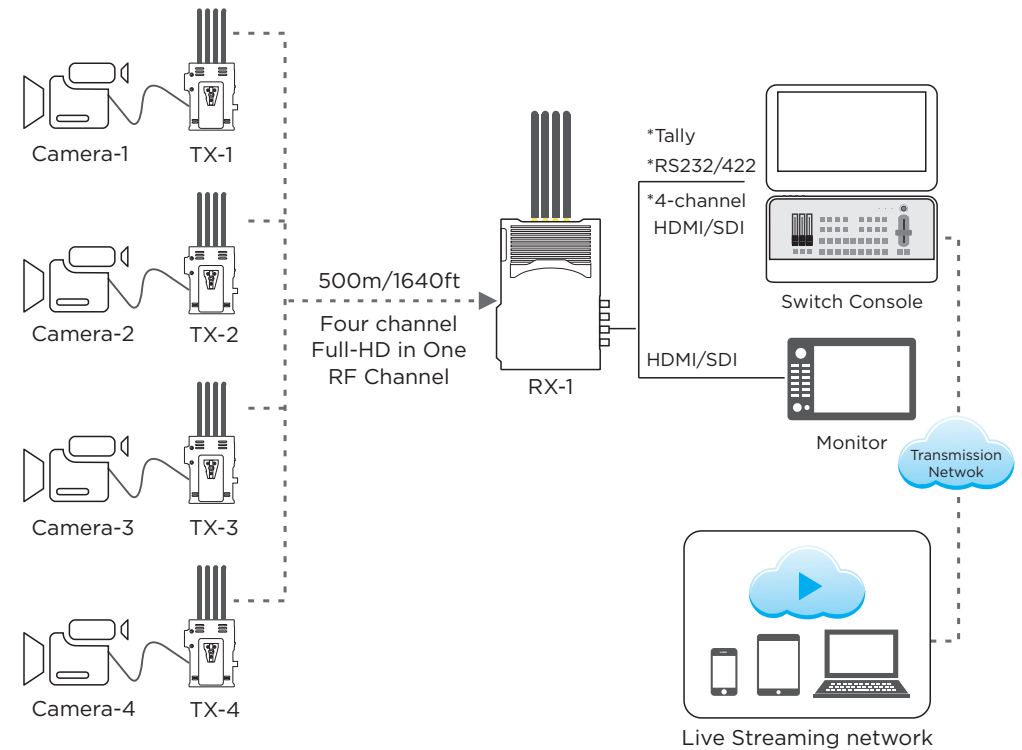 Camera-1
TX-1
Camera-2
TX-2
Camera-3
TX-3
Camera-4
TX-4
500m/1640ft
Four channel
Full-HD in One
RF Channel
RX-1
*Tally
*RS232/422
*4-channel
HDMI/SDI
Switch Console
HDMI/SDI
Monitor
Transmission
Netwok
Live Streaming network